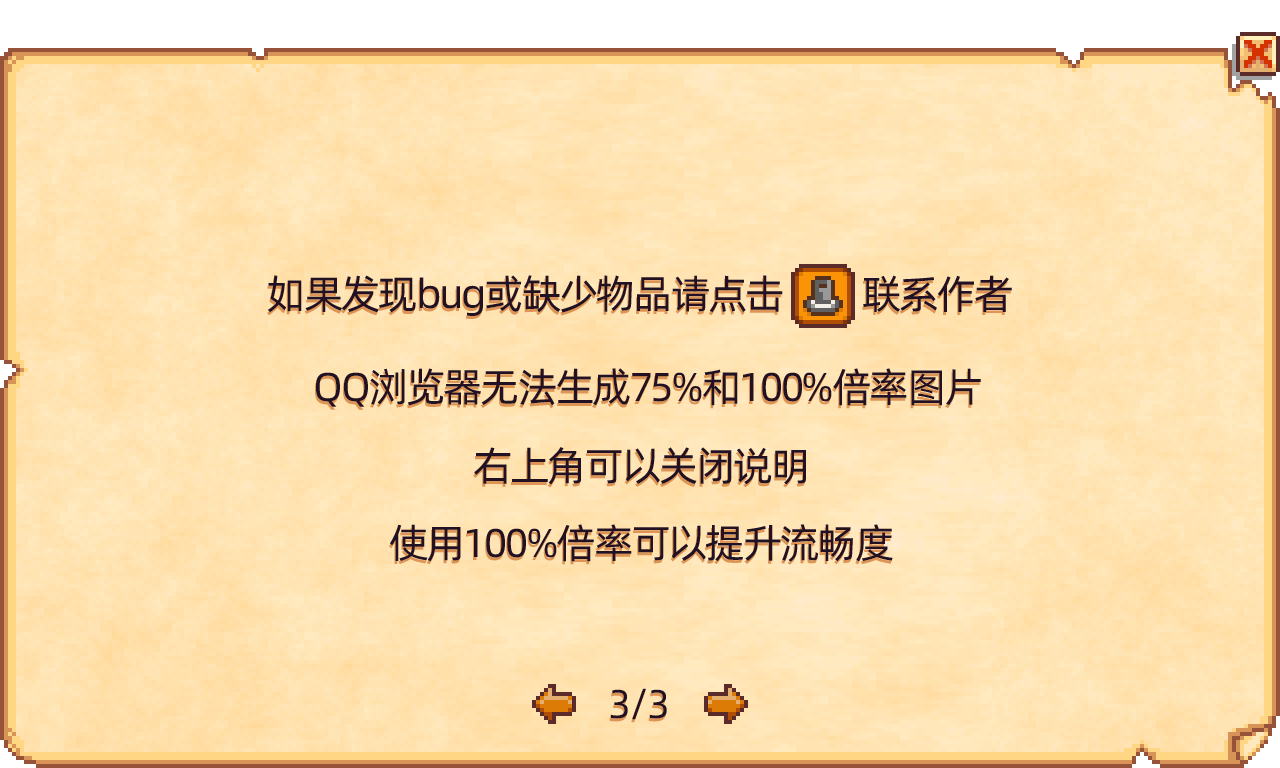 如果发现bug或缺少物品请点击联系作者
QQ浏览器无法生成75%和100%倍率图片
右上角可以关闭说明
使用100%倍率可以提升流畅度
3/3